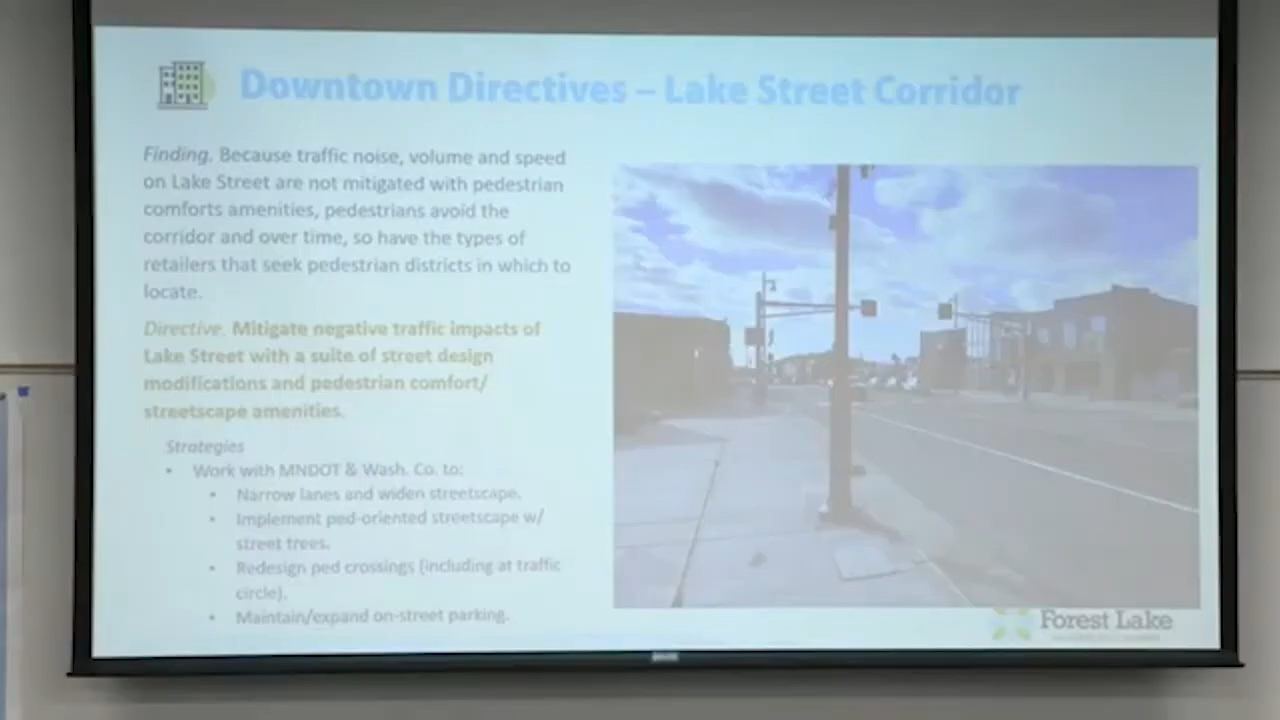 Downtown Directives – Lake Street Corridor
Finding. Because traffic noise, volume and speed
on Lake Street are not mitigated with pedestrian
comforts amenities, pedestrians avoid the
corridor and over time, so have the types of
retailers that seek pedestrian districts in which to
locate.
Directive. Mitigate negative traffic impacts of
Lake Street with a suite of street design
modifications and pedestrian comfort/
streetscape amenities.
Strategies
• Work with MNDOT & Wash. Co. to:
• Narrow lanes and widen streetscape.
• Implement ped-oriented streetscape w/
street trees.
• Redesign ped crossings (including at traffic
circle).
• Maintain/expand on-street parking.
Forest Lake